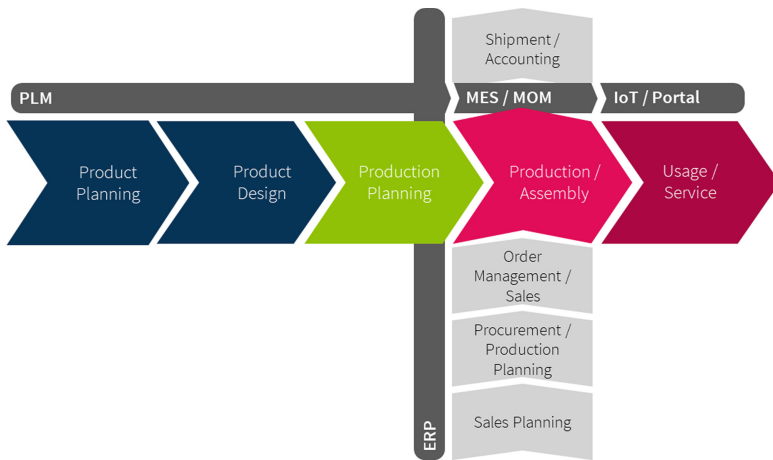 Shipment /
Accounting
PLM
MES / MOM
IoT / Portal
Product
Planning
Product
Design
Production
Planning
Production /
Assembly
Usage /
Service
Order
Management /
Sales
Procurement /
Production
Planning
Sales Planning
ERP